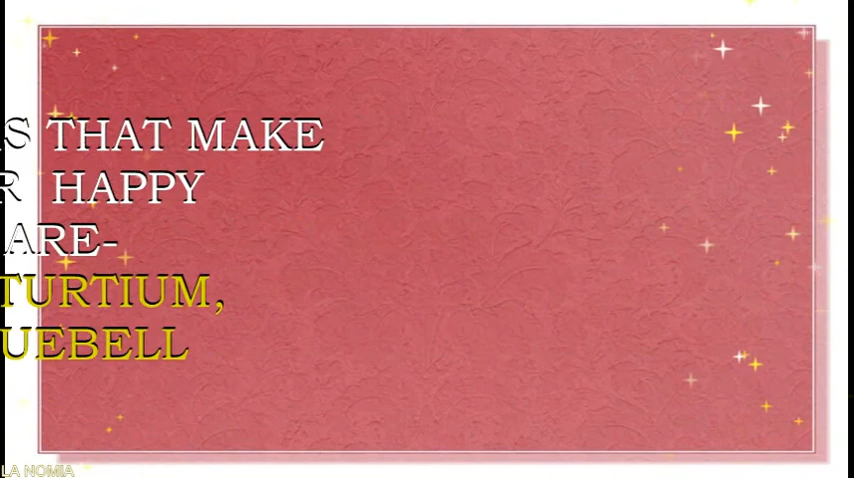 S THAT MAKE
R HAPPY
ARE-
TURTIUM,
UEBELL
LA NOMIA